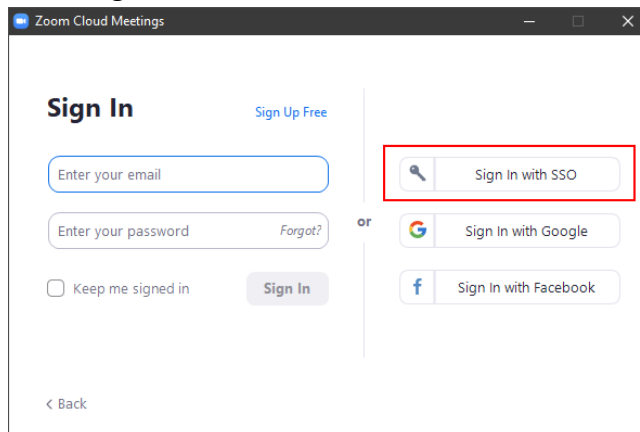 Zoom Cloud Meetings
Sign In
Sign Up Free
Enter your email
Enter your password
Forgot?
Keep me signed in
Sign In
or
Sign In with SSO
Sign In with Google
Sign In with Facebook
< Back